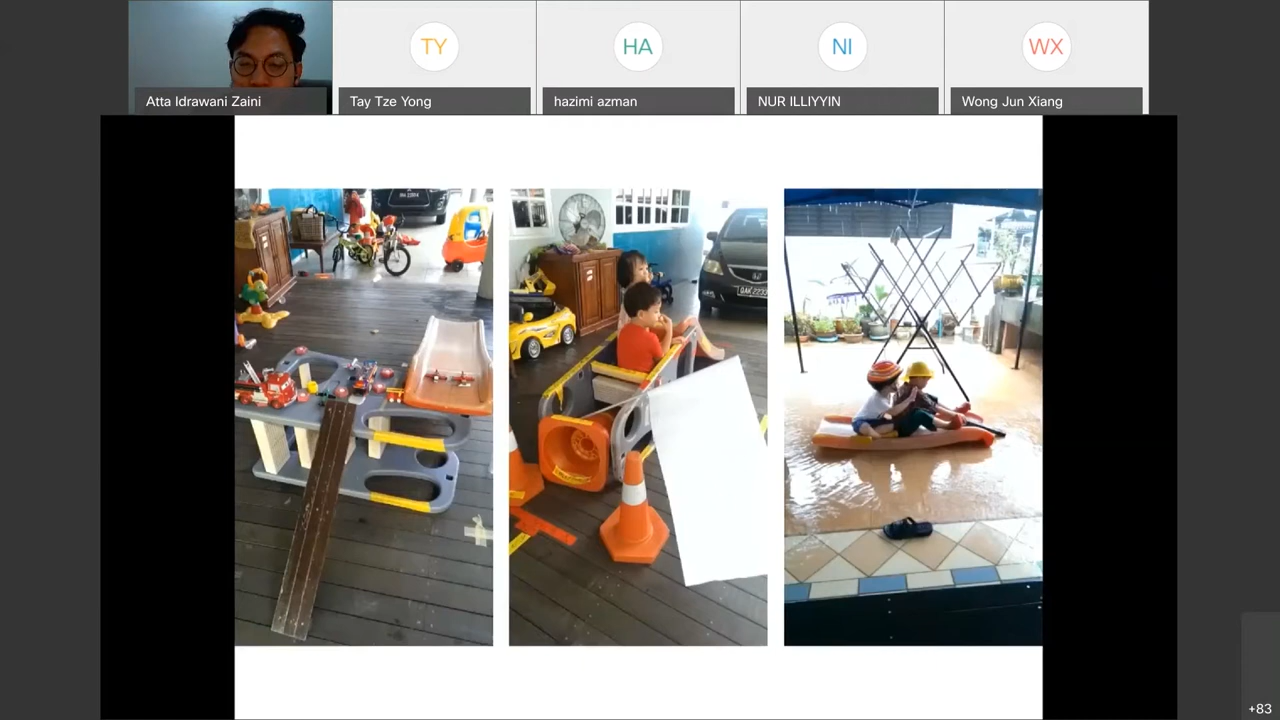 TY
HA
NI
WX
Atta Idrawani Zaini
Tay Tze Yong
hazimi azman
NUR ILLIYYIN
Wong Jun Xiang
+83